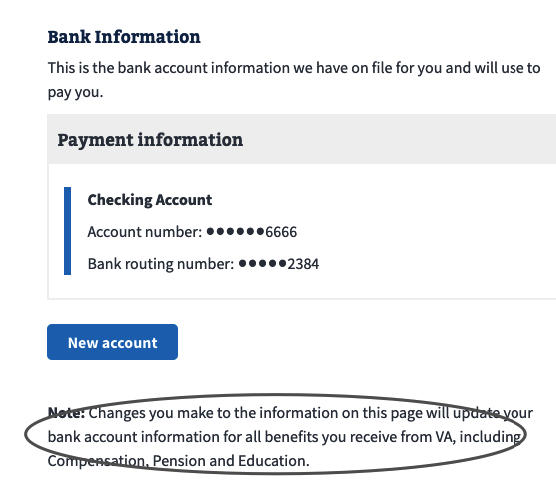 Bank Information
This is the bank account information we have on file for you and will use to
pay you.
Payment information
Checking Account
Account number: ●●●●●●6666
Bank routing number: ●●●●●2384
New account
Note: Changes you make to the information on this page will update your
bank account information for all benefits you receive from VA, including
Compensation, Pension and Education.